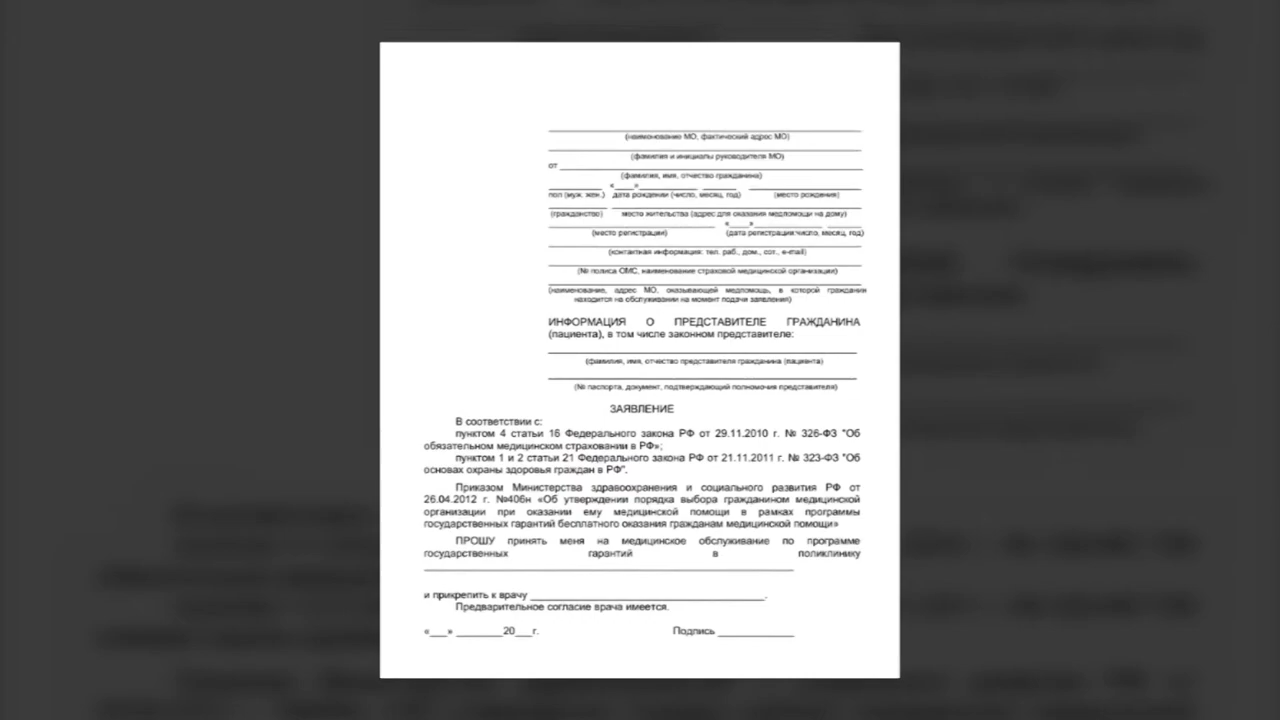 (наименование МО; фактический адрес МО)
(фамилия и инициалы руководителя МО)
от
(фамилия, имя, отчество гражданина)
«____»
пол (муж. жен.) дата рождении (число, месяц, год) (место рождения)
(гражданство) место жительства (адрес для оказания медпомощи на дому)
«____»
(место регистрации) (дата регистрации:число, месяц, год)
(контактная информация: тел. раб., дом., сот., e-mail)
(№ полиса ОМС, наименование страховой медицинской организации)
(наименование, адрес МО, оказывающей медпомощь, в которой гражданин
находится на обслуживании на момент подачи заявления)
ИНФОРМАЦИЯ О ПРЕДСТАВИТЕЛЕ ГРАЖДАНИНА
(пациента), в том числе законном представителе:
(фамилия, имя, отчество представителя гражданина (пациента)
(№ паспорта, документ, подтверждающий полномочия представителя)
ЗАЯВЛЕНИЕ
В соответствии с:
пунктом 4 статьи 16 Федерального закона РФ от 29.11.2010 г. № 326-ФЗ "Об
обязательном медицинском страховании в РФ»;
пунктом 1 и 2 статьи 21 Федерального закона РФ от 21.11.2011 г. № 323-ФЗ "Об
основах охраны здоровья граждан в РФ".
Приказом Министерства здравоохранения и социального развития РФ от
26.04.2012 г. №406н «Об утверждении порядка выбора гражданином медицинской
организации при оказании ему медицинской помощи в рамках программы
государственных гарантий бесплатного оказания гражданам медицинской помощи»
ПРОШУ принять меня на медицинское обслуживание по программе
государственных гарантий в поликлинику
и прикрепить к врачу ____________________.
Предварительное согласие врача имеется.
«___» ________20___г. Подпись ____________